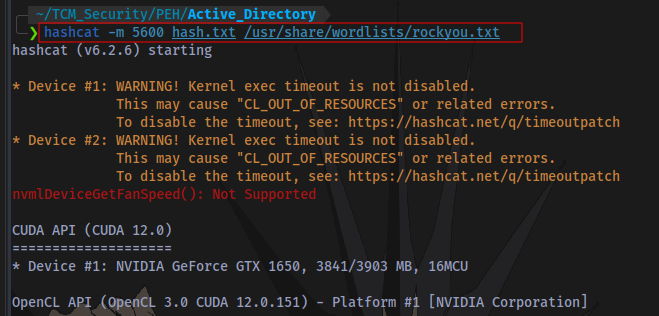 ~/TCM_Security/PEH/Active_Directory
❯ hashcat -m 5600 hash.txt /usr/share/wordlists/rockyou.txt
hashcat (v6.2.6) starting
* Device #1: WARNING! Kernel exec timeout is not disabled.
This may cause "CL_OUT_OF_RESOURCES" or related errors.
To disable the timeout, see: https://hashcat.net/q/timeoutpatch
* Device #2: WARNING! Kernel exec timeout is not disabled.
This may cause "CL_OUT_OF_RESOURCES" or related errors.
To disable the timeout, see: https://hashcat.net/q/timeoutpatch
nvmlDeviceGetFanSpeed(): Not Supported
CUDA API (CUDA 12.0)
====================
* Device #1: NVIDIA GeForce GTX 1650, 3841/3903 MB, 16MCU
OpenCL API (OpenCL 3.0 CUDA 12.0.151) - Platform #1 [NVIDIA Corporation]